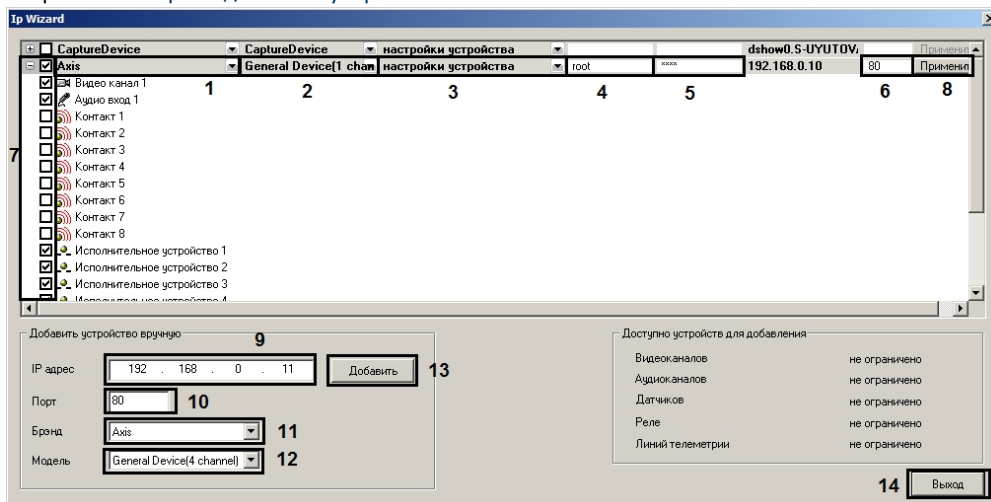 Ip Wizard
CaptureDevice CaptureDevice настройки устройства dshow0.S-UYUTOV
Axis General Device(1 chan настройки устройства root **** 192.168.0.10 80 Применит
Видео канал 1
1 2 3 4 5 6 8
Аудио вход 1
Контакт 1
Контакт 2
Контакт 3
7
Контакт 4
Контакт 5
Контакт 6
Контакт 7
Контакт 8
Исполнительное устройство 1
Исполнительное устройство 2
Исполнительное устройство 3
Исполнительное устройство 4
Добавить устройство вручную
9
IP адрес 192 . 168 . 0 . 11 Добавить 13
Порт 80 10
Брэнд Axis 11
Модель General Device(4 channel) 12
Доступно устройств для добавления
Видеоканалов не ограничено
Аудиоканалов не ограничено
Датчиков не ограничено
Реле не ограничено
Линий телеметрии не ограничено
14 Выход